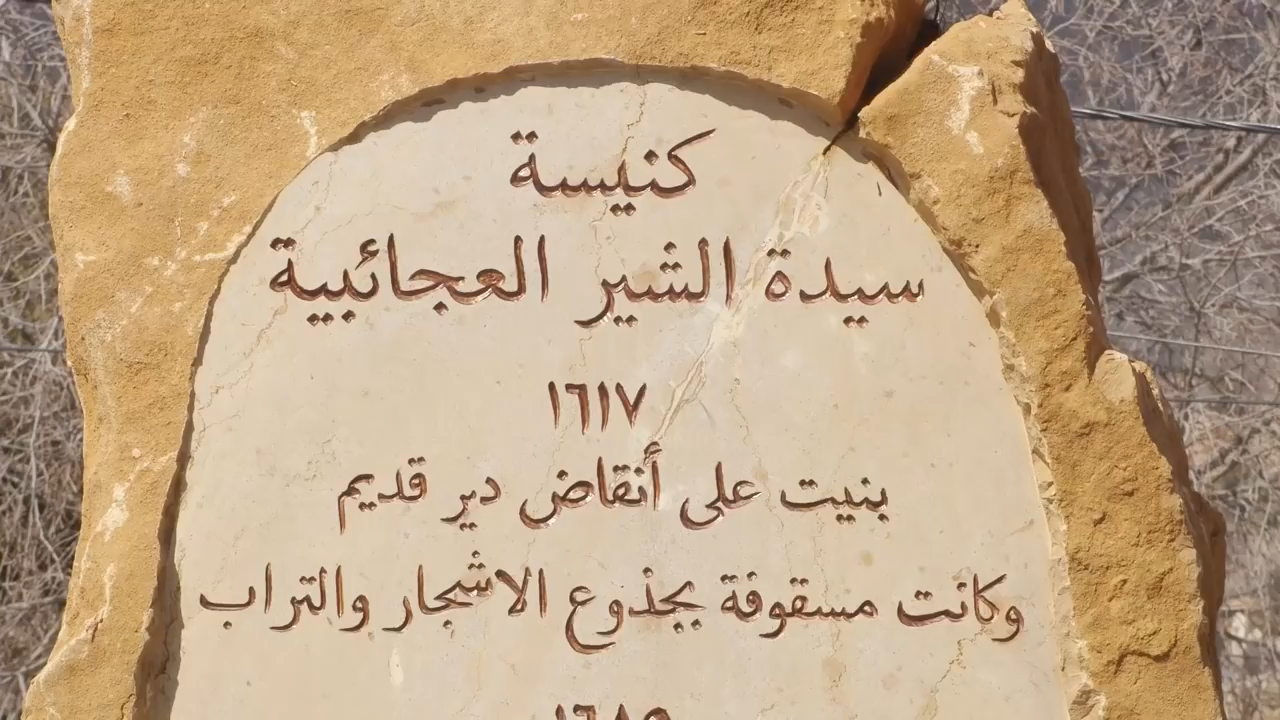 كنيسة
سيدة الشير العجائبية
١٦١٧
بنيت على أنقاض دير قديم
وكانت مسقوفة بجذوع الاشجار والتراب